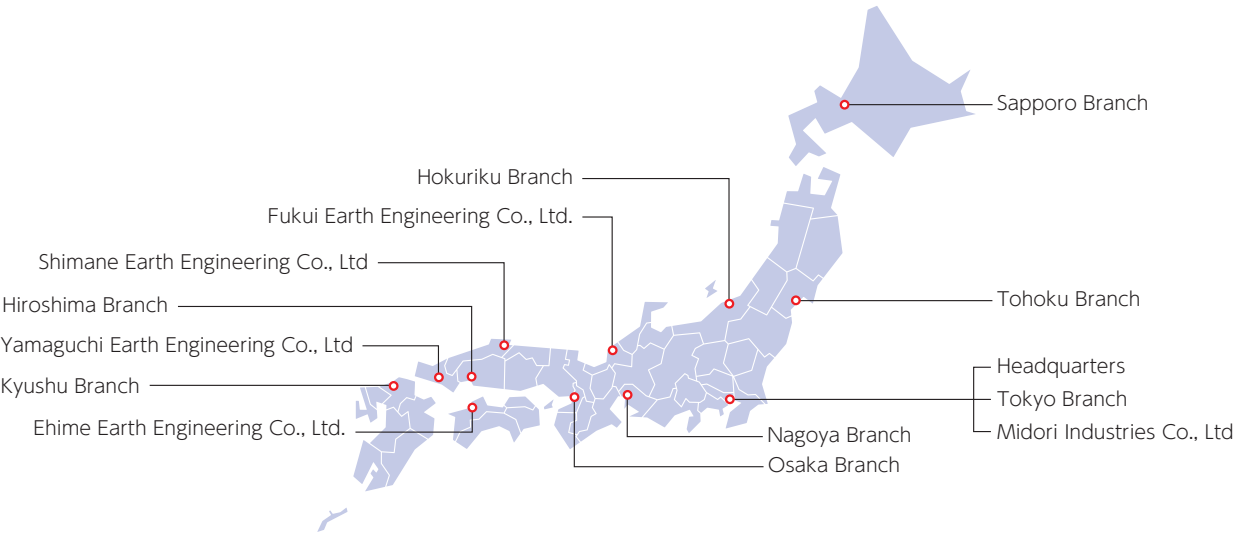 Sapporo Branch
Hokuriku Branch
Fukui Earth Engineering Co., Ltd.
Shimane Earth Engineering Co., Ltd
Hiroshima Branch
Yamaguchi Earth Engineering Co., Ltd
Kyushu Branch
Ehime Earth Engineering Co., Ltd.
Tohoku Branch
Headquarters
Tokyo Branch
Midori Industries Co., Ltd
Nagoya Branch
Osaka Branch